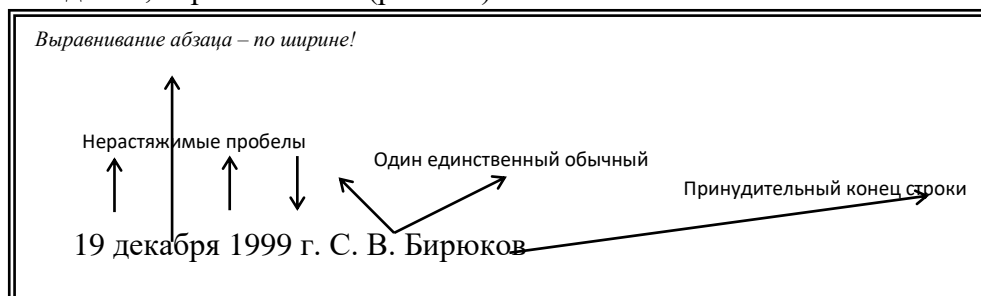 Выравнивание абзаца – по ширине!
Нерастяжимые пробелы
Один единственный обычный
Принудительный конец строки
19 декабря 1999 г. С. В. Бирюков